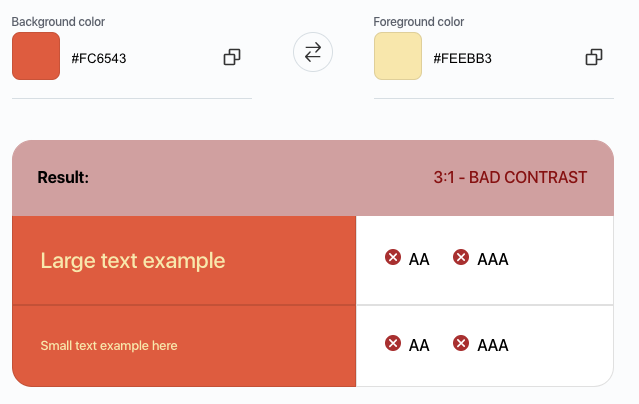 Background color
#FC6543
Foreground color
#FEEBB3
Result:
3:1 - BAD CONTRAST
Large text example
AA AAA
Small text example here
AA AAA